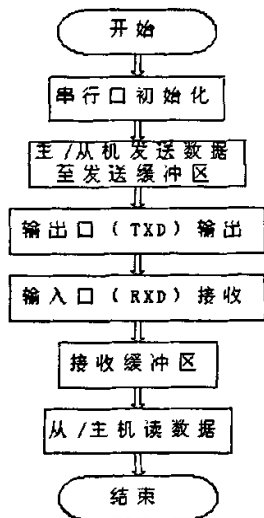 开始
串行口初始化
主/从机发送数据
至发送缓冲区
输出口(TXD)输出
输入口(RXD)接收
接收缓冲区
从/主机读数据
结束